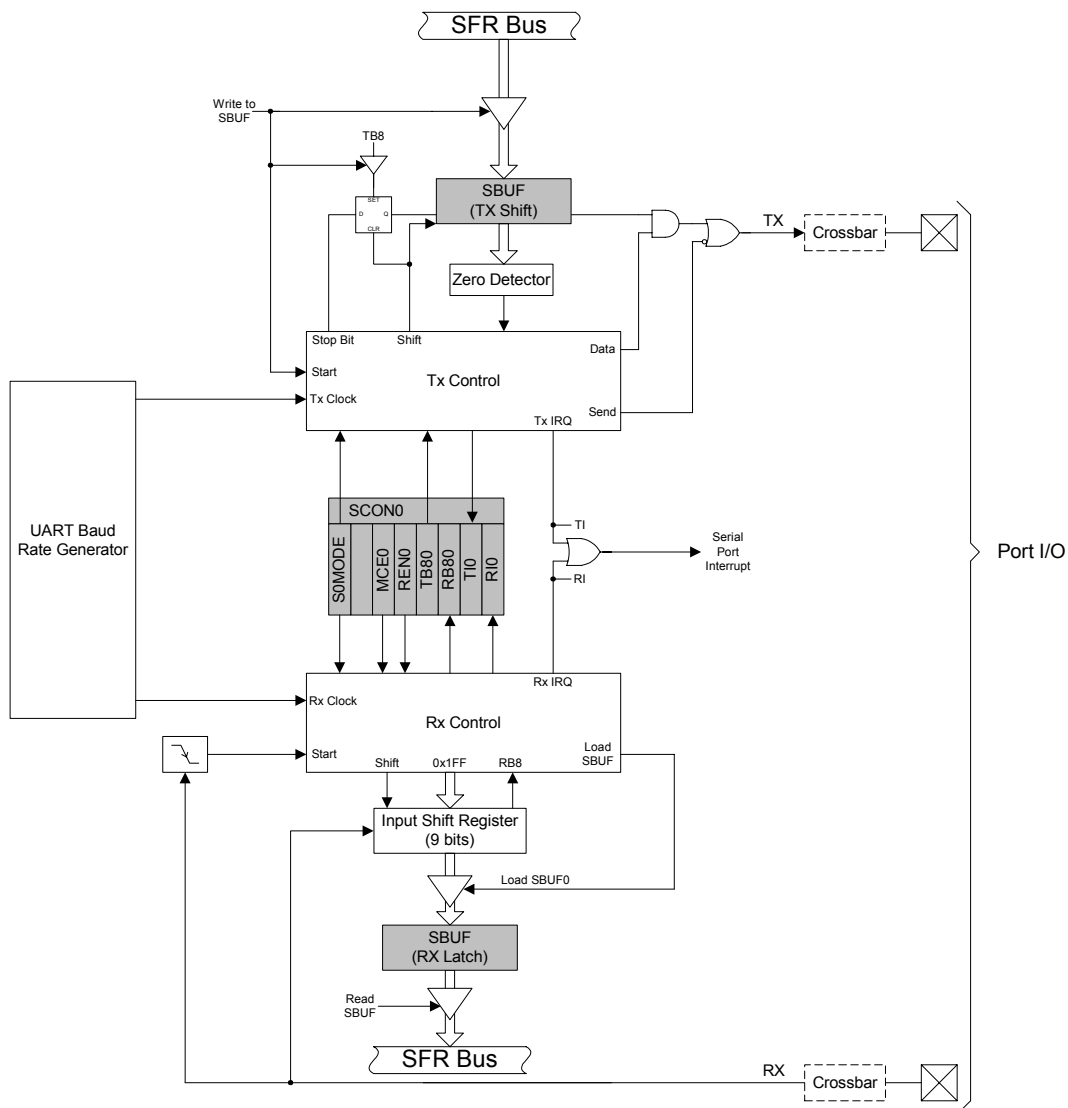 SFR Bus
Write to
SBUF
TB8
SET
D
Q
CLR
SBUF
(TX Shift)
TX
Crossbar
Zero Detector
Stop Bit
Shift
Data
Start
Tx Control
Tx Clock
Send
Tx IRQ
UART Baud
Rate Generator
SCON0
S0MODE
MCE0
REN0
TB80
RB80
TI0
RI0
TI
RI
Serial
Port
Interrupt
Port I/O
Rx IRQ
Rx Clock
Rx Control
Start
Load
SBUF
Shift
0x1FF
RB8
Input Shift Register
(9 bits)
Load SBUF0
SBUF
(RX Latch)
Read
SBUF
SFR Bus
RX
Crossbar